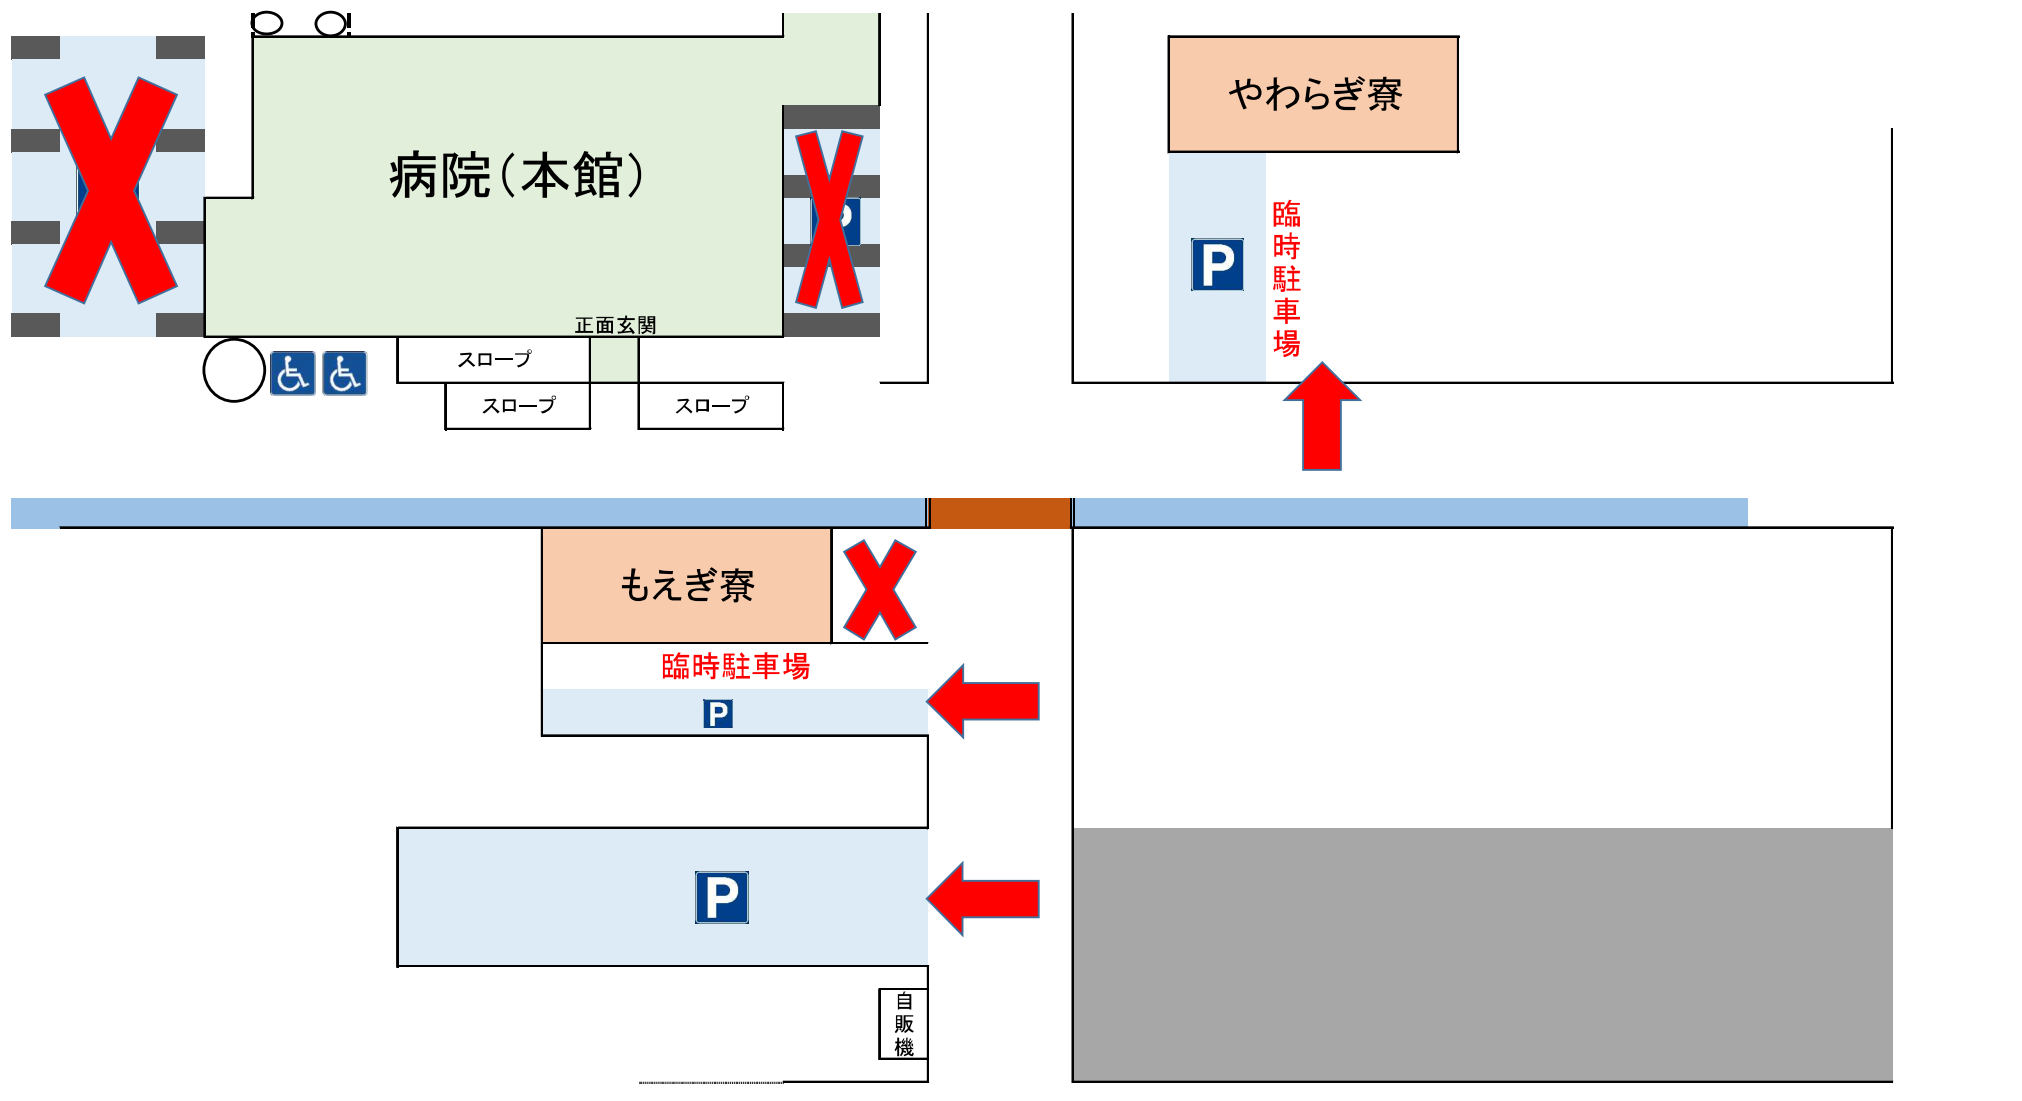 やわらぎ寮
病院(本館)
P
P
臨時駐車場
正面玄関
スロープ
スロープ
スロープ
もえぎ寮
臨時駐車場
P
P
自販機